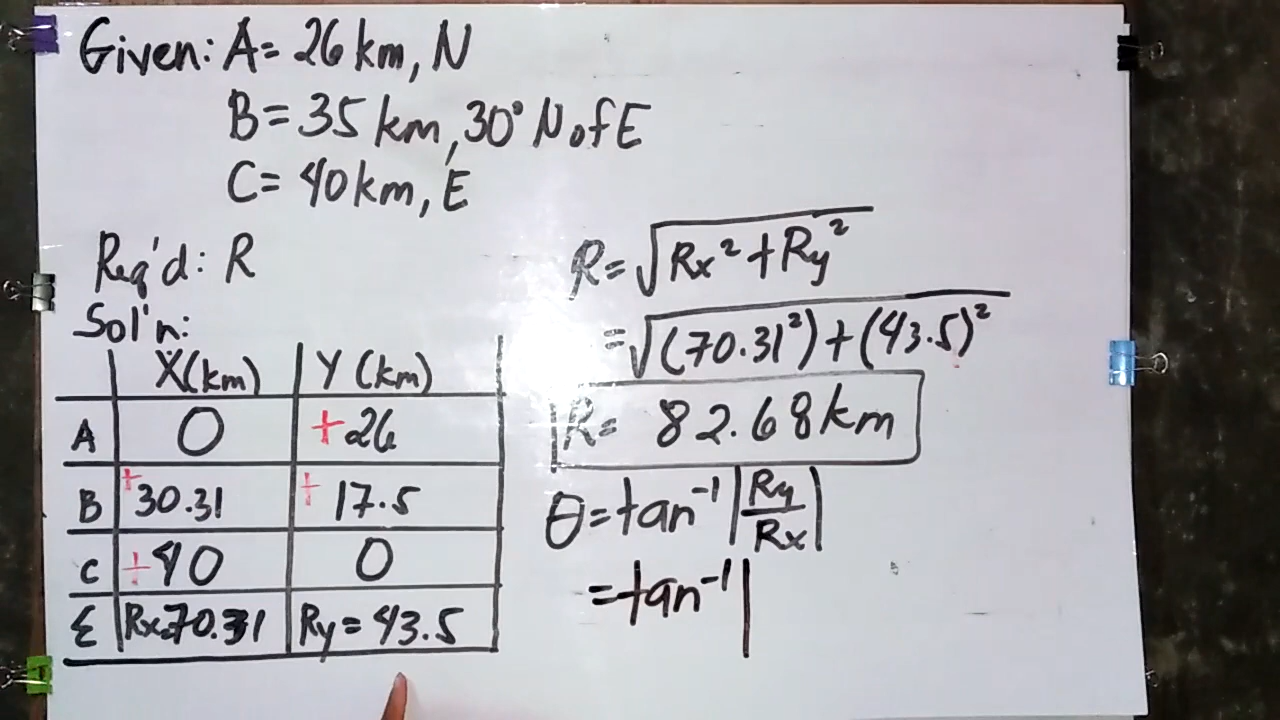 Given: A= 26 km, N
B= 35 km, 30° N of E
C= 40 km, E
Req'd: R
Sol'n:
X(km) Y (km)
A 0 +26
B +30.31 +17.5
C +40 0
Σ Rx=70.31 Ry= 43.5
R=√Rx²+Ry²
=√(70.31²)+(43.5)²
R= 82.68 km
θ=tan⁻¹|Ry/Rx|
=tan⁻¹|